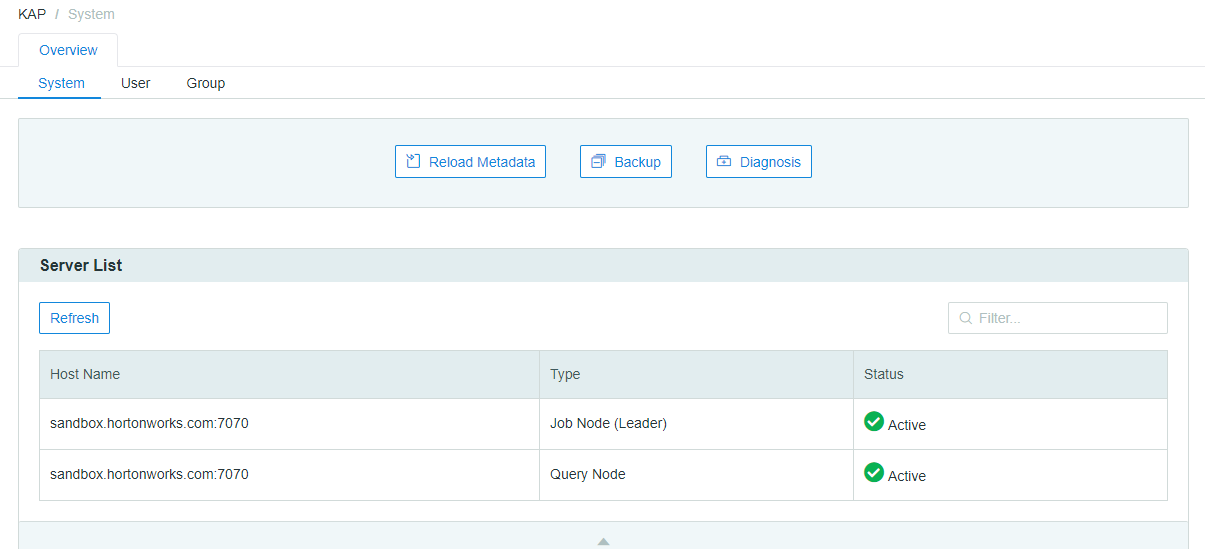 KAP / System
Overview
System User Group
Reload Metadata Backup Diagnosis
Server List
Refresh Filter...
Host Name Type Status
sandbox.hortonworks.com:7070 Job Node (Leader) Active
sandbox.hortonworks.com:7070 Query Node Active